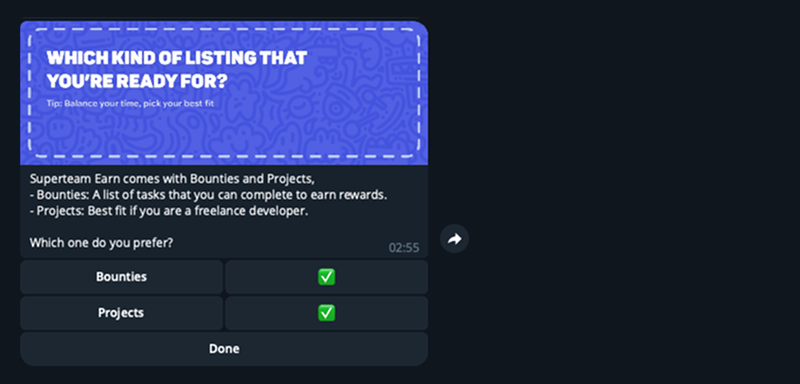 WHICH KIND OF LISTING THAT
YOU'RE READY FOR?
Tip: Balance your time, pick your best fit
Superteam Earn comes with Bounties and Projects,
- Bounties: A list of tasks that you can complete to earn rewards.
- Projects: Best fit if you are a freelance developer.
Which one do you prefer?
02:55
Bounties ✅
Projects ✅
Done